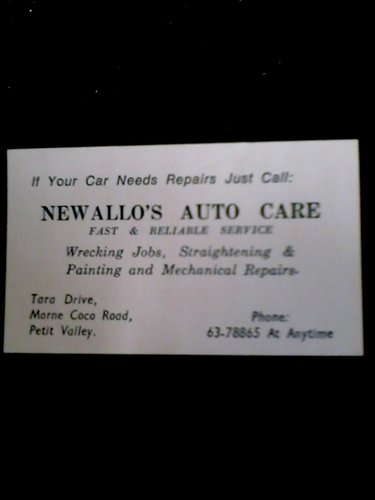 If Your Car Needs Repairs Just Call:
NEWALLO'S AUTO CARE
FAST & RELIABLE SERVICE
Wrecking Jobs, Straightening &
Painting and Mechanical Repairs.
Tara Drive,
Morne Coco Road,
Petit Valley.
Phone:
63-78865 At Anytime